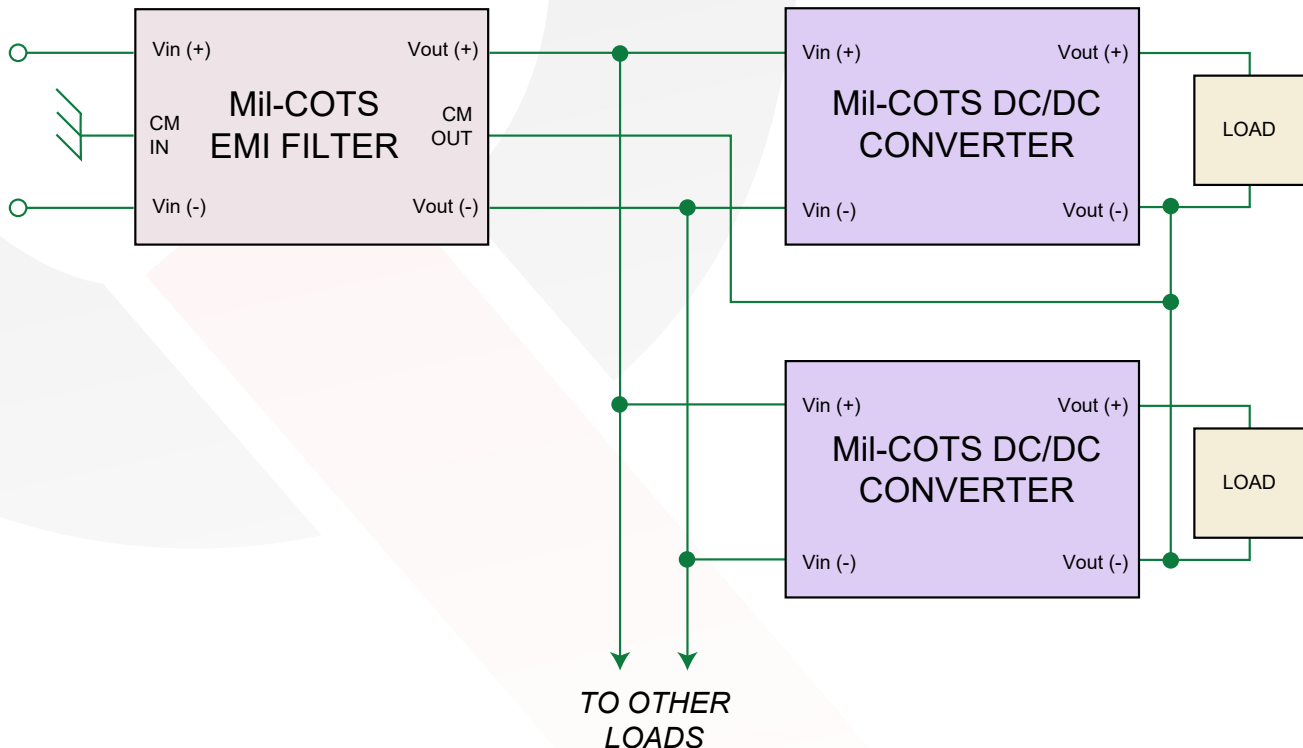 Vin (+)
Vout (+)
Mil-COTS
EMI FILTER
CM
IN
CM
OUT
Vin (-)
Vout (-)
Vin (+)
Vout (+)
Mil-COTS DC/DC
CONVERTER
Vin (-)
Vout (-)
LOAD
Vin (+)
Vout (+)
Mil-COTS DC/DC
CONVERTER
Vin (-)
Vout (-)
LOAD
TO OTHER
LOADS